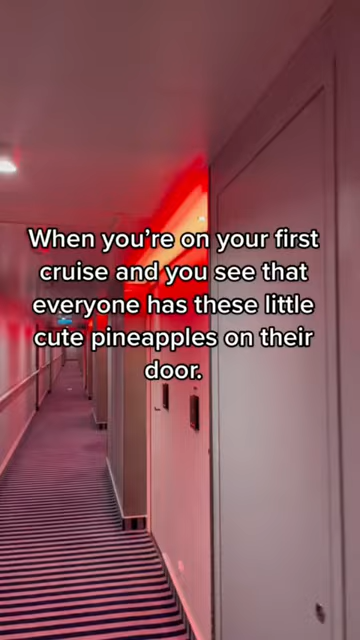 When you’re on your first
cruise and you see that
everyone has these little
cute pineapples on their
door.